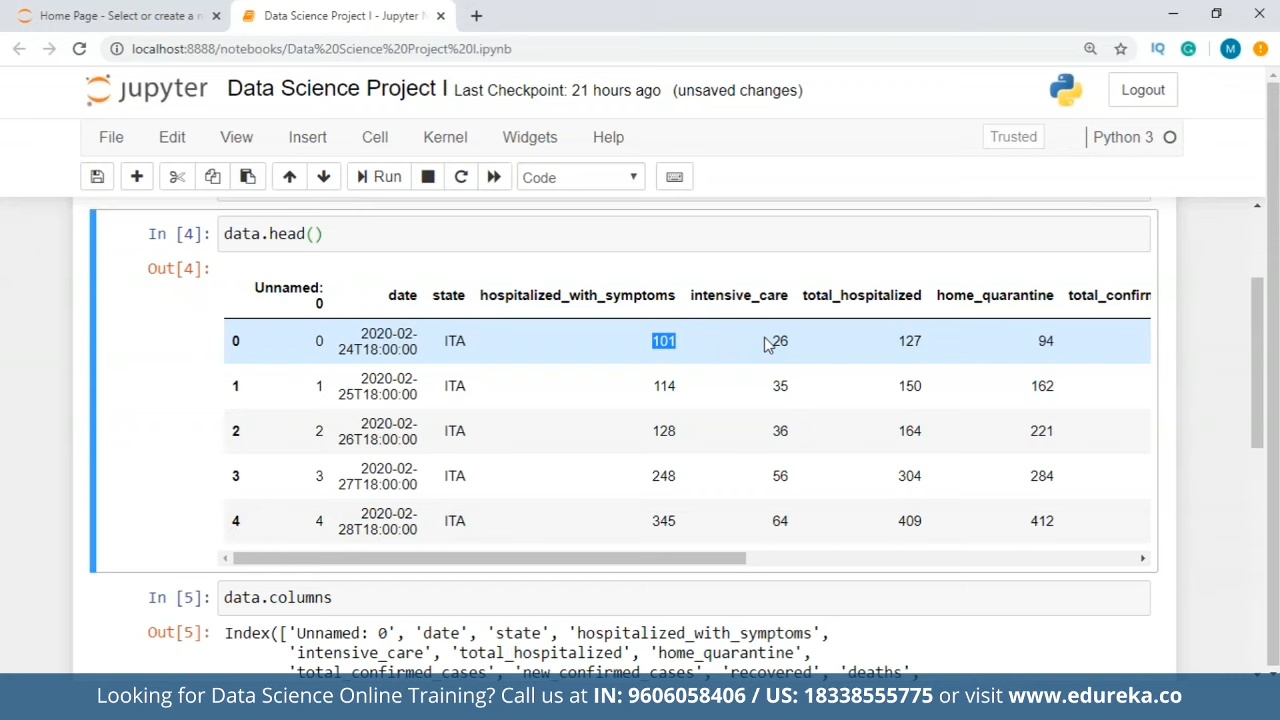 Home Page - Select or create a n
Data Science Project I - Jupyter N
localhost:8888/notebooks/Data%20Science%20Project%20I.ipynb
IQ
M
jupyter Data Science Project I Last Checkpoint: 21 hours ago (unsaved changes)
Logout
File Edit View Insert Cell Kernel Widgets Help
Trusted
Python 3
Run
Code
In [4]: data.head()
Out[4]:
Unnamed: 0 date state hospitalized_with_symptoms intensive_care total_hospitalized home_quarantine total_confirm
0 0 2020-02-24T18:00:00 ITA 101 26 127 94
1 1 2020-02-25T18:00:00 ITA 114 35 150 162
2 2 2020-02-26T18:00:00 ITA 128 36 164 221
3 3 2020-02-27T18:00:00 ITA 248 56 304 284
4 4 2020-02-28T18:00:00 ITA 345 64 409 412
In [5]: data.columns
Out[5]: Index(['Unnamed: 0', 'date', 'state', 'hospitalized_with_symptoms',
'intensive_care', 'total_hospitalized', 'home_quarantine',
'total_confirmed_cases', 'new_confirmed_cases', 'recovered', 'deaths',
Looking for Data Science Online Training? Call us at IN: 9606058406 / US: 18338555775 or visit www.edureka.co